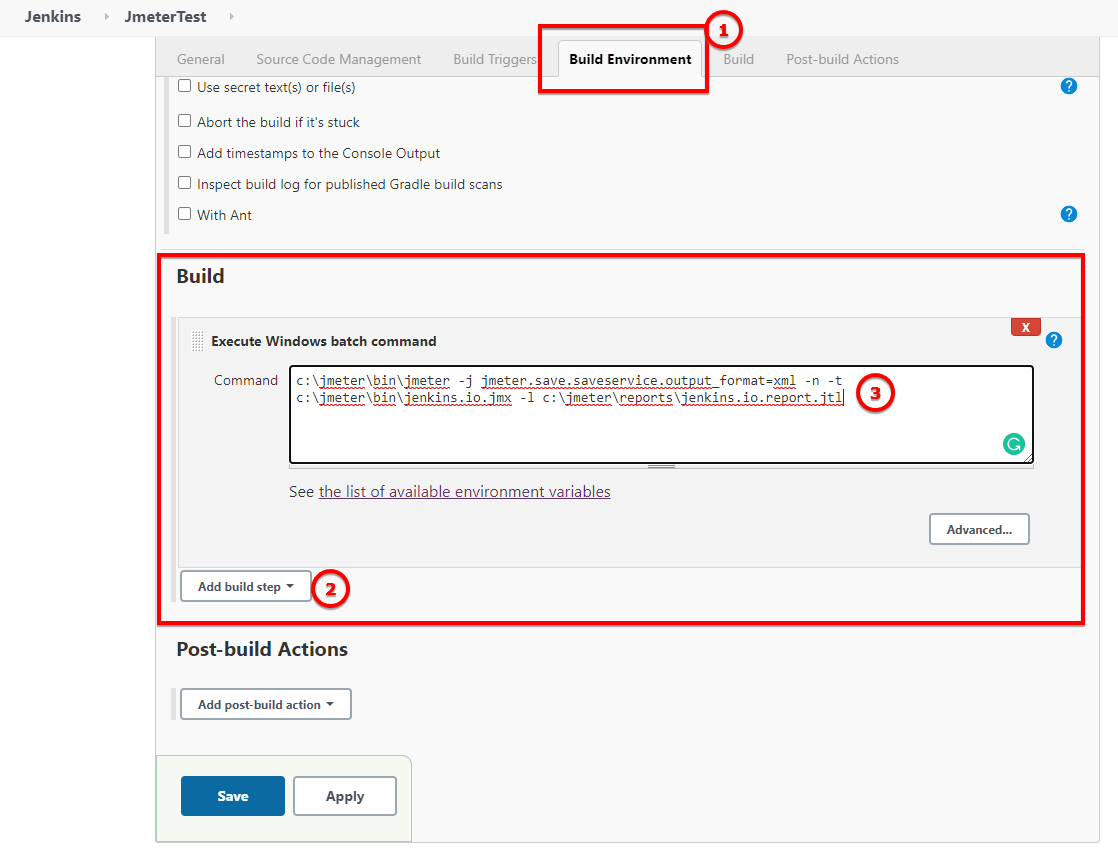 Jenkins JmeterTest
1
General Source Code Management Build Triggers Build Environment Build Post-build Actions
Use secret text(s) or file(s) ?
Abort the build if it's stuck
Add timestamps to the Console Output
Inspect build log for published Gradle build scans
With Ant ?
Build
X
Execute Windows batch command ?
Command
c:\jmeter\bin\jmeter -j jmeter.save.saveservice.output_format=xml -n -t
c:\jmeter\bin\jenkins.io.jmx -l c:\jmeter\reports\jenkins.io.report.jtl
3
See the list of available environment variables
Advanced...
Add build step
2
Post-build Actions
Add post-build action
Save Apply